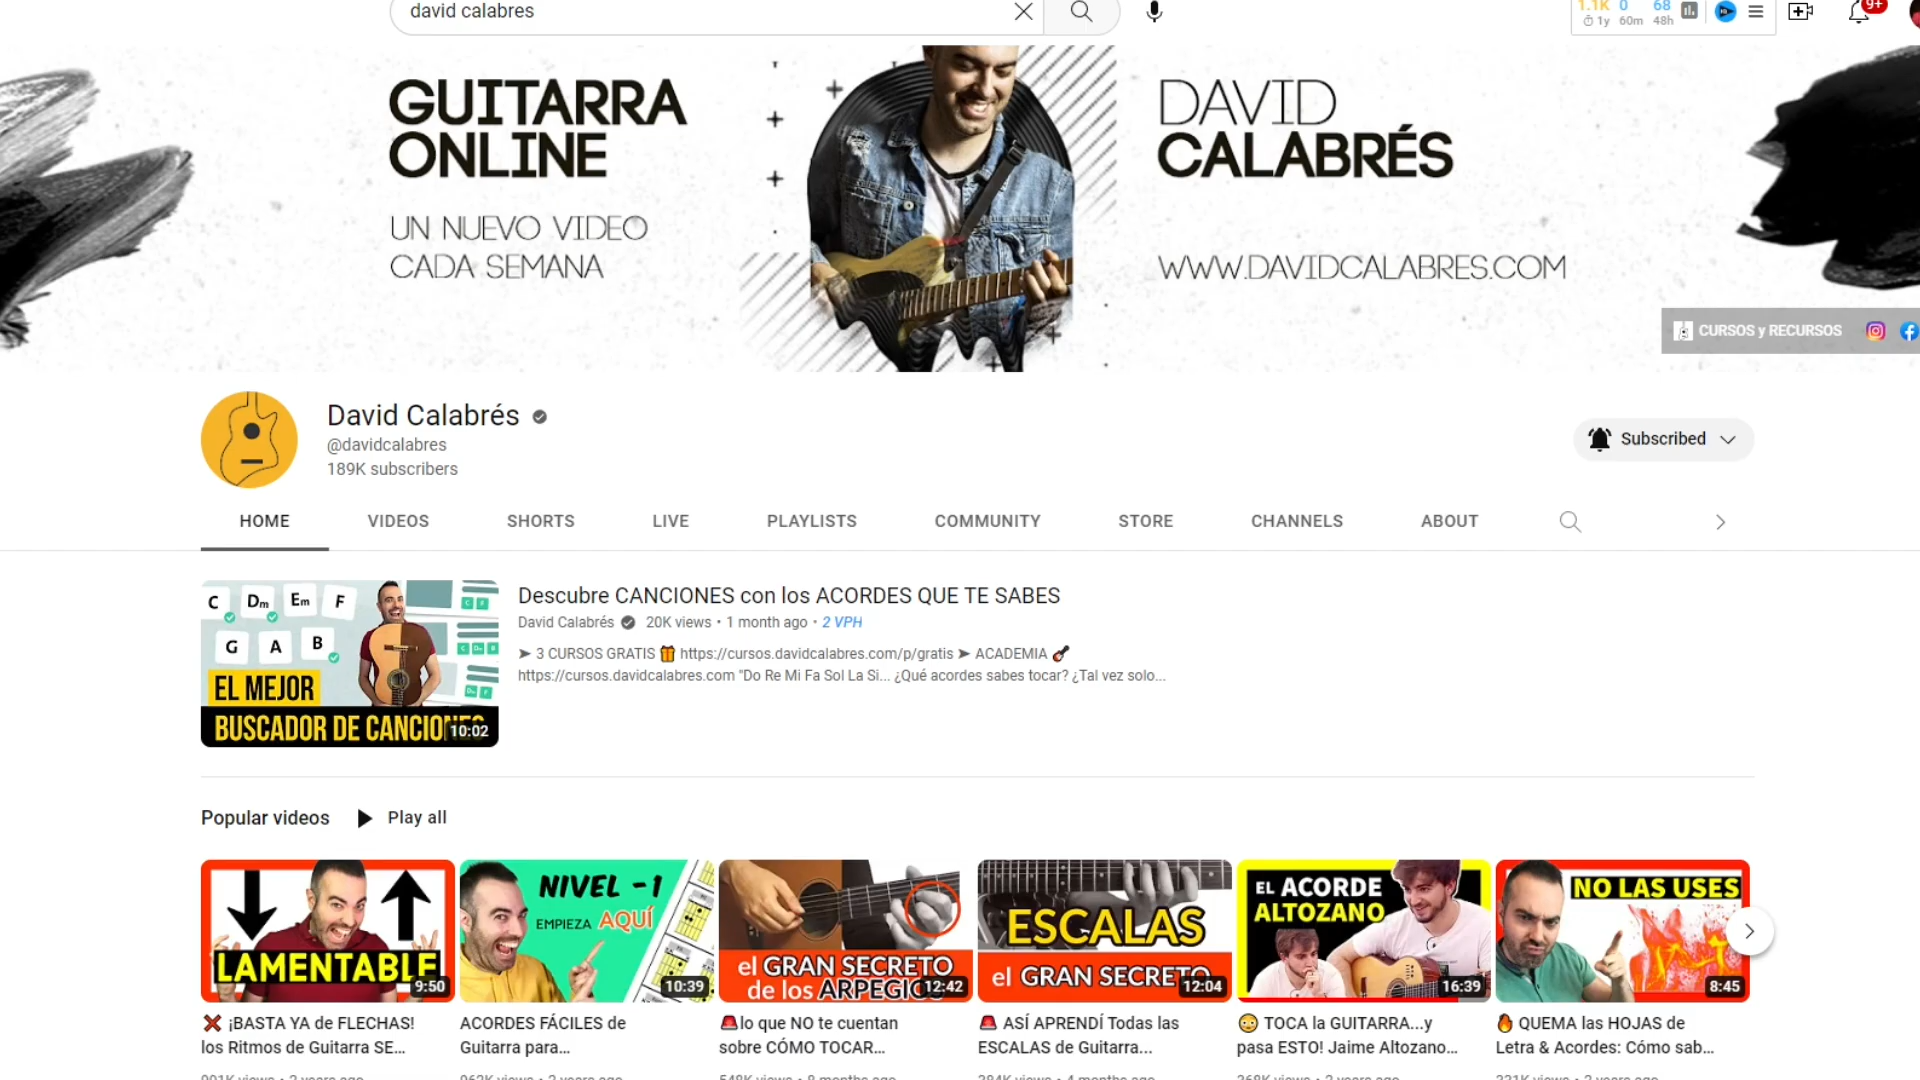 david calabres
1.1K 0 68
1y 60m 48h
9+
GUITARRA
ONLINE
UN NUEVO VIDEO
CADA SEMANA
DAVID
CALABRÉS
WWW.DAVIDCALABRES.COM
CURSOS y RECURSOS
David Calabrés
@davidcalabres
189K subscribers
Subscribed
HOME VIDEOS SHORTS LIVE PLAYLISTS COMMUNITY STORE CHANNELS ABOUT
C Dm Em F
G A B
EL MEJOR
BUSCADOR DE CANCIONES
10:02
Descubre CANCIONES con los ACORDES QUE TE SABES
David Calabrés 20K views • 1 month ago • 2 VPH
➤ 3 CURSOS GRATIS 🎁 https://cursos.davidcalabres.com/p/gratis ➤ ACADEMIA 🎸
https://cursos.davidcalabres.com "Do Re Mi Fa Sol La Si... ¿Qué acordes sabes tocar? ¿Tal vez solo...
Popular videos Play all
LAMENTABLE
9:50
NIVEL -1
EMPIEZA AQUÍ
10:39
el GRAN SECRETO
de los ARPEGIOS
12:42
ESCALAS
el GRAN SECRETO
12:04
EL ACORDE
ALTOZANO
16:39
NO LAS USES
8:45
❌ ¡BASTA YA de FLECHAS!
los Ritmos de Guitarra SE...
ACORDES FÁCILES de
Guitarra para...
🚨lo que NO te cuentan
sobre CÓMO TOCAR...
🚨 ASÍ APRENDÍ Todas las
ESCALAS de Guitarra...
😳 TOCA la GUITARRA...y
pasa ESTO! Jaime Altozano...
🔥 QUEMA las HOJAS de
Letra & Acordes: Cómo sab...